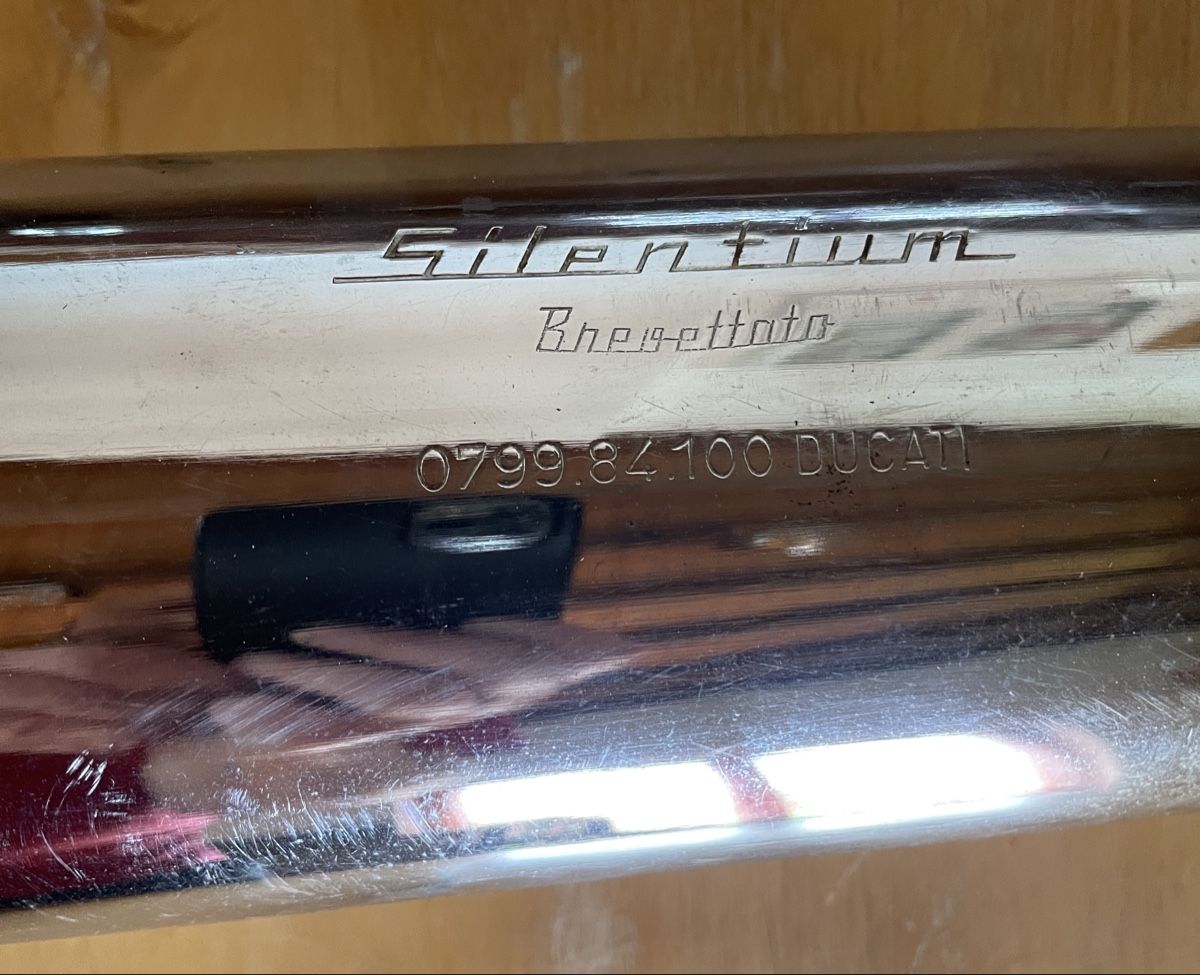 Silentium
Brevettato
0799.84.100 DUCATI